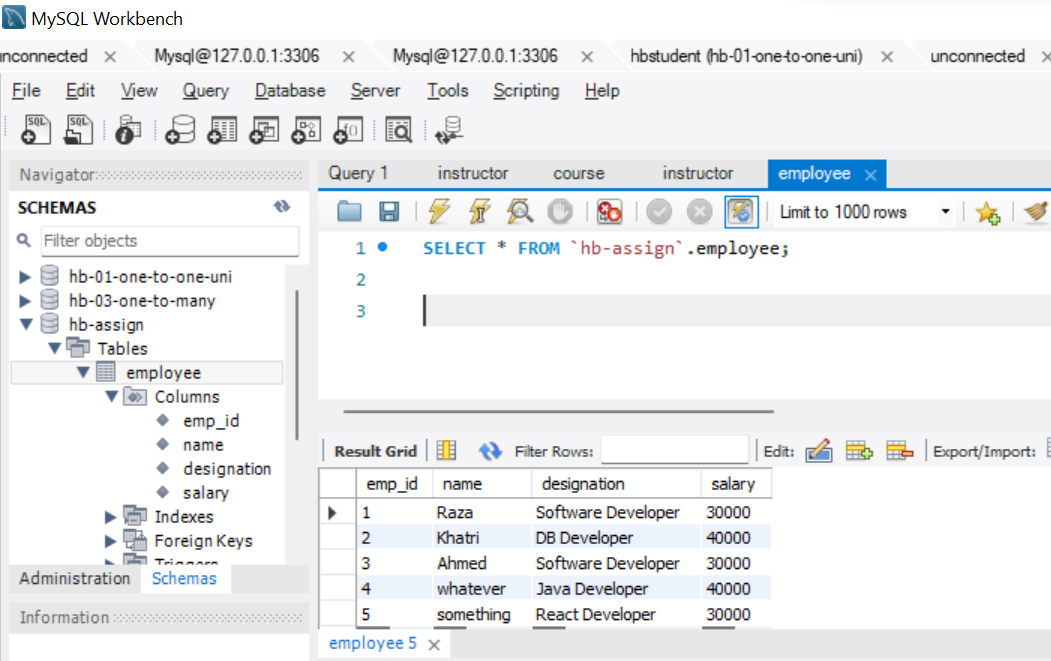 MySQL Workbench
unconnected Mysql@127.0.0.1:3306 Mysql@127.0.0.1:3306 hbstudent (hb-01-one-to-one-uni) unconnected
File Edit View Query Database Server Tools Scripting Help
Navigator
SCHEMAS
Filter objects
hb-01-one-to-one-uni
hb-03-one-to-many
hb-assign
Tables
employee
Columns
emp_id
name
designation
salary
Indexes
Foreign Keys
Triggers
Administration Schemas
Information
Query 1 instructor course instructor employee
Limit to 1000 rows
1 SELECT * FROM `hb-assign`.employee;
2
3
Result Grid Filter Rows: Edit: Export/Import:
emp_id name designation salary
1 Raza Software Developer 30000
2 Khatri DB Developer 40000
3 Ahmed Software Developer 30000
4 whatever Java Developer 40000
5 something React Developer 30000
employee 5